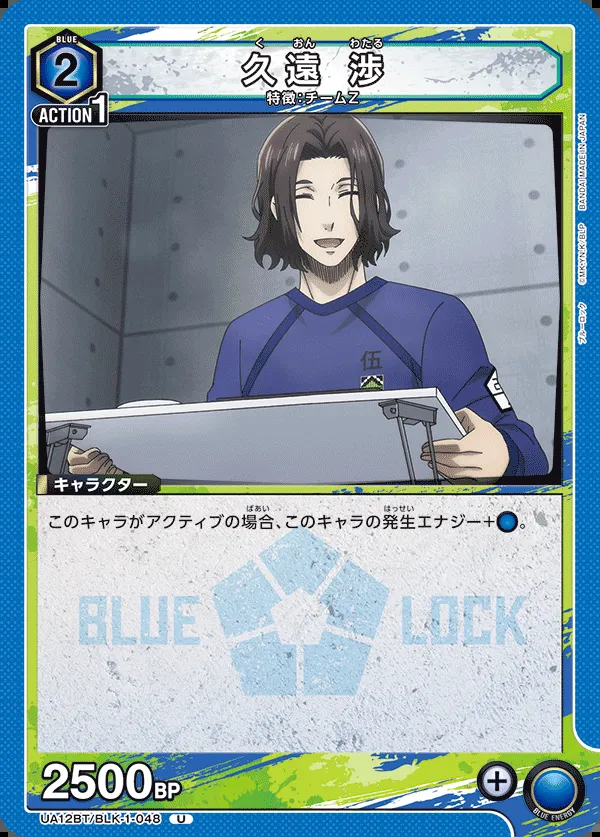 BLUE
2
ACTION 1
く おん わたる
久遠 渉
特徴:チームZ
伍
キャラクター
このキャラがアクティブの場合、このキャラの発生エナジー+。
ばあい はっせい
BLUE LOCK
2500BP
UA12BT/BLK-1-048 U
BLUE ENERGY
ブルーロック ©MK・YN,K/BLP BANDAI MADE IN JAPAN